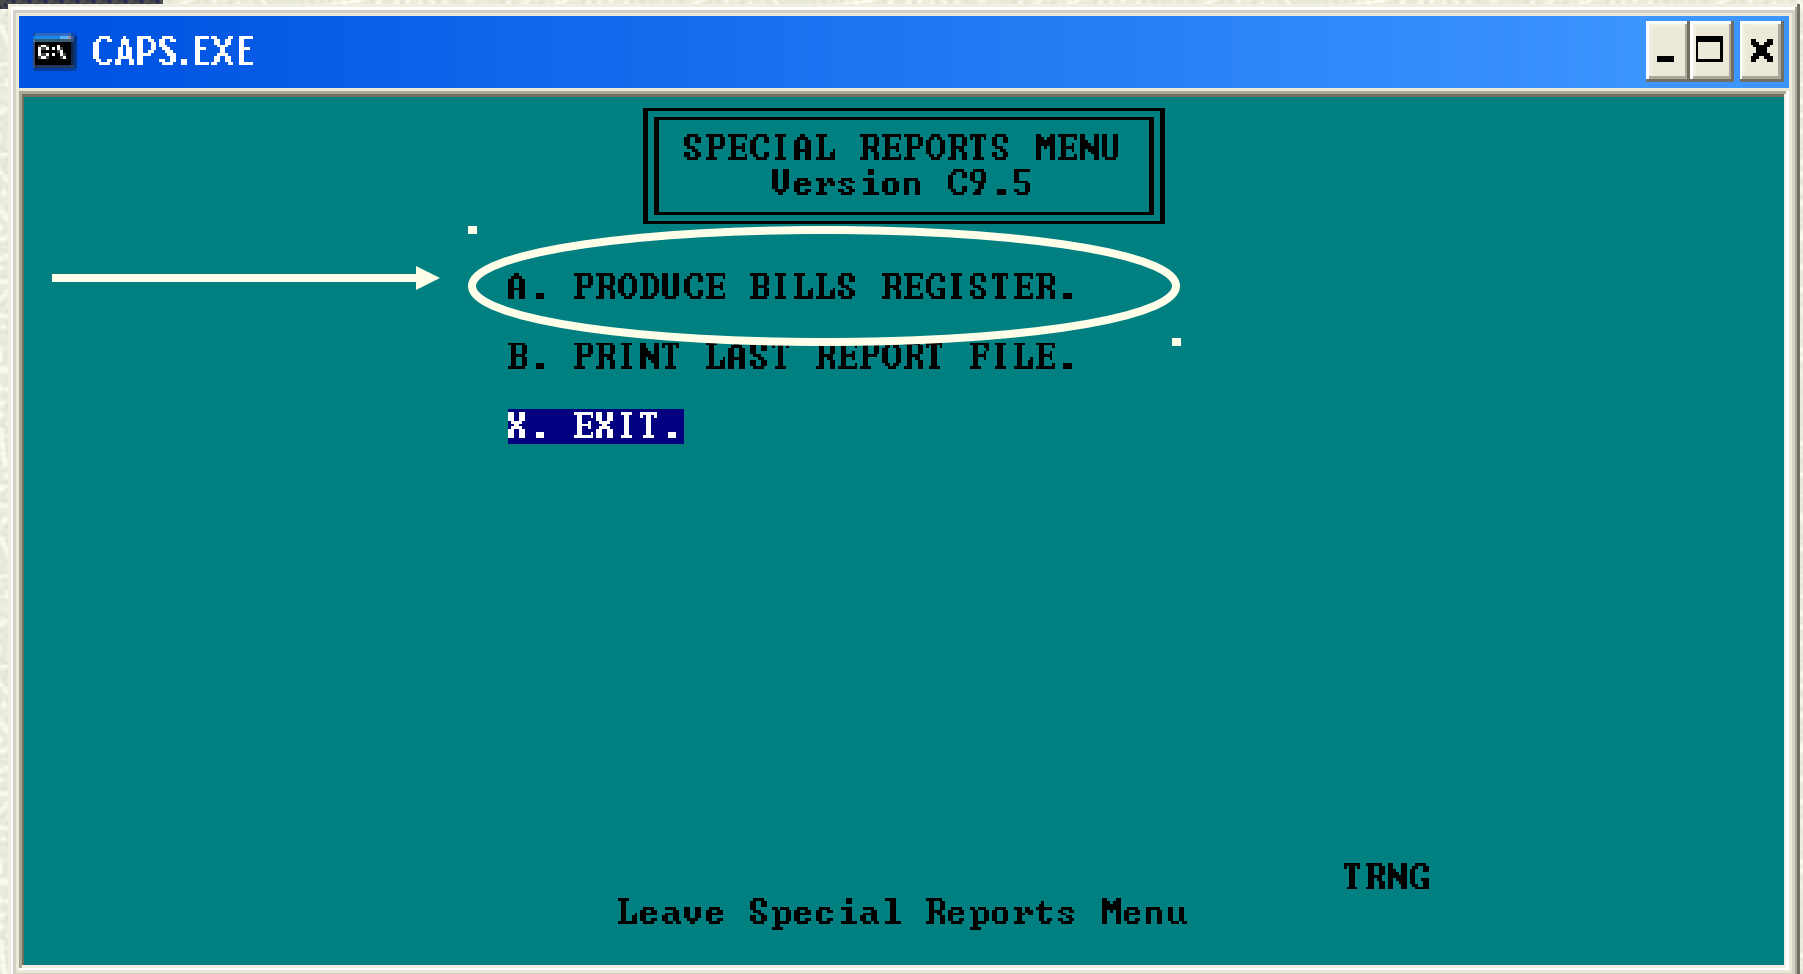 C:\ CAPS.EXE
SPECIAL REPORTS MENU
Version C9.5
A. PRODUCE BILLS REGISTER.
B. PRINT LAST REPORT FILE.
X. EXIT.
TRNG
Leave Special Reports Menu